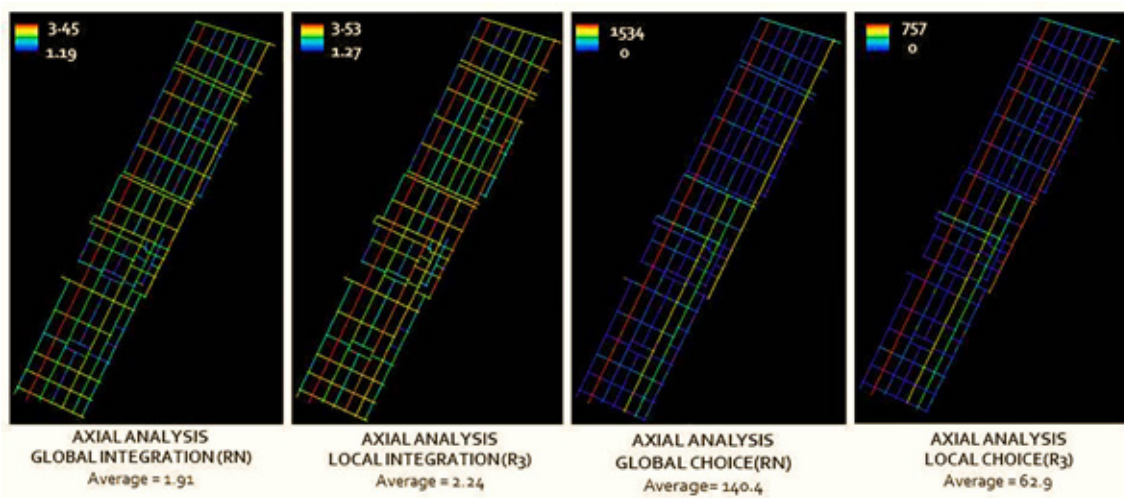 3.45
1.19
3.53
1.27
1534
0
757
0
AXIAL ANALYSIS
GLOBAL INTEGRATION (RN)
Average = 1.91
AXIAL ANALYSIS
LOCAL INTEGRATION(R3)
Average = 2.24
AXIAL ANALYSIS
GLOBAL CHOICE(RN)
Average= 140.4
AXIAL ANALYSIS
LOCAL CHOICE(R3)
Average = 62.9